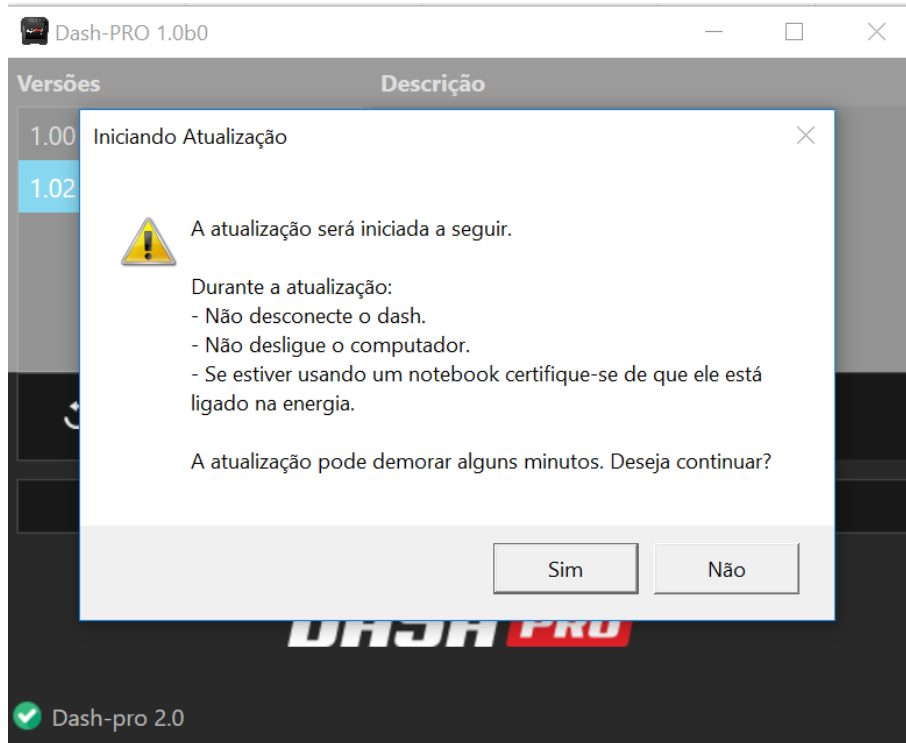 Dash-PRO 1.0b0
Versões Descrição
1.00
1.02
Iniciando Atualização
A atualização será iniciada a seguir.
Durante a atualização:
- Não desconecte o dash.
- Não desligue o computador.
- Se estiver usando um notebook certifique-se de que ele está
ligado na energia.
A atualização pode demorar alguns minutos. Deseja continuar?
Sim Não
DASH PRO
Dash-pro 2.0